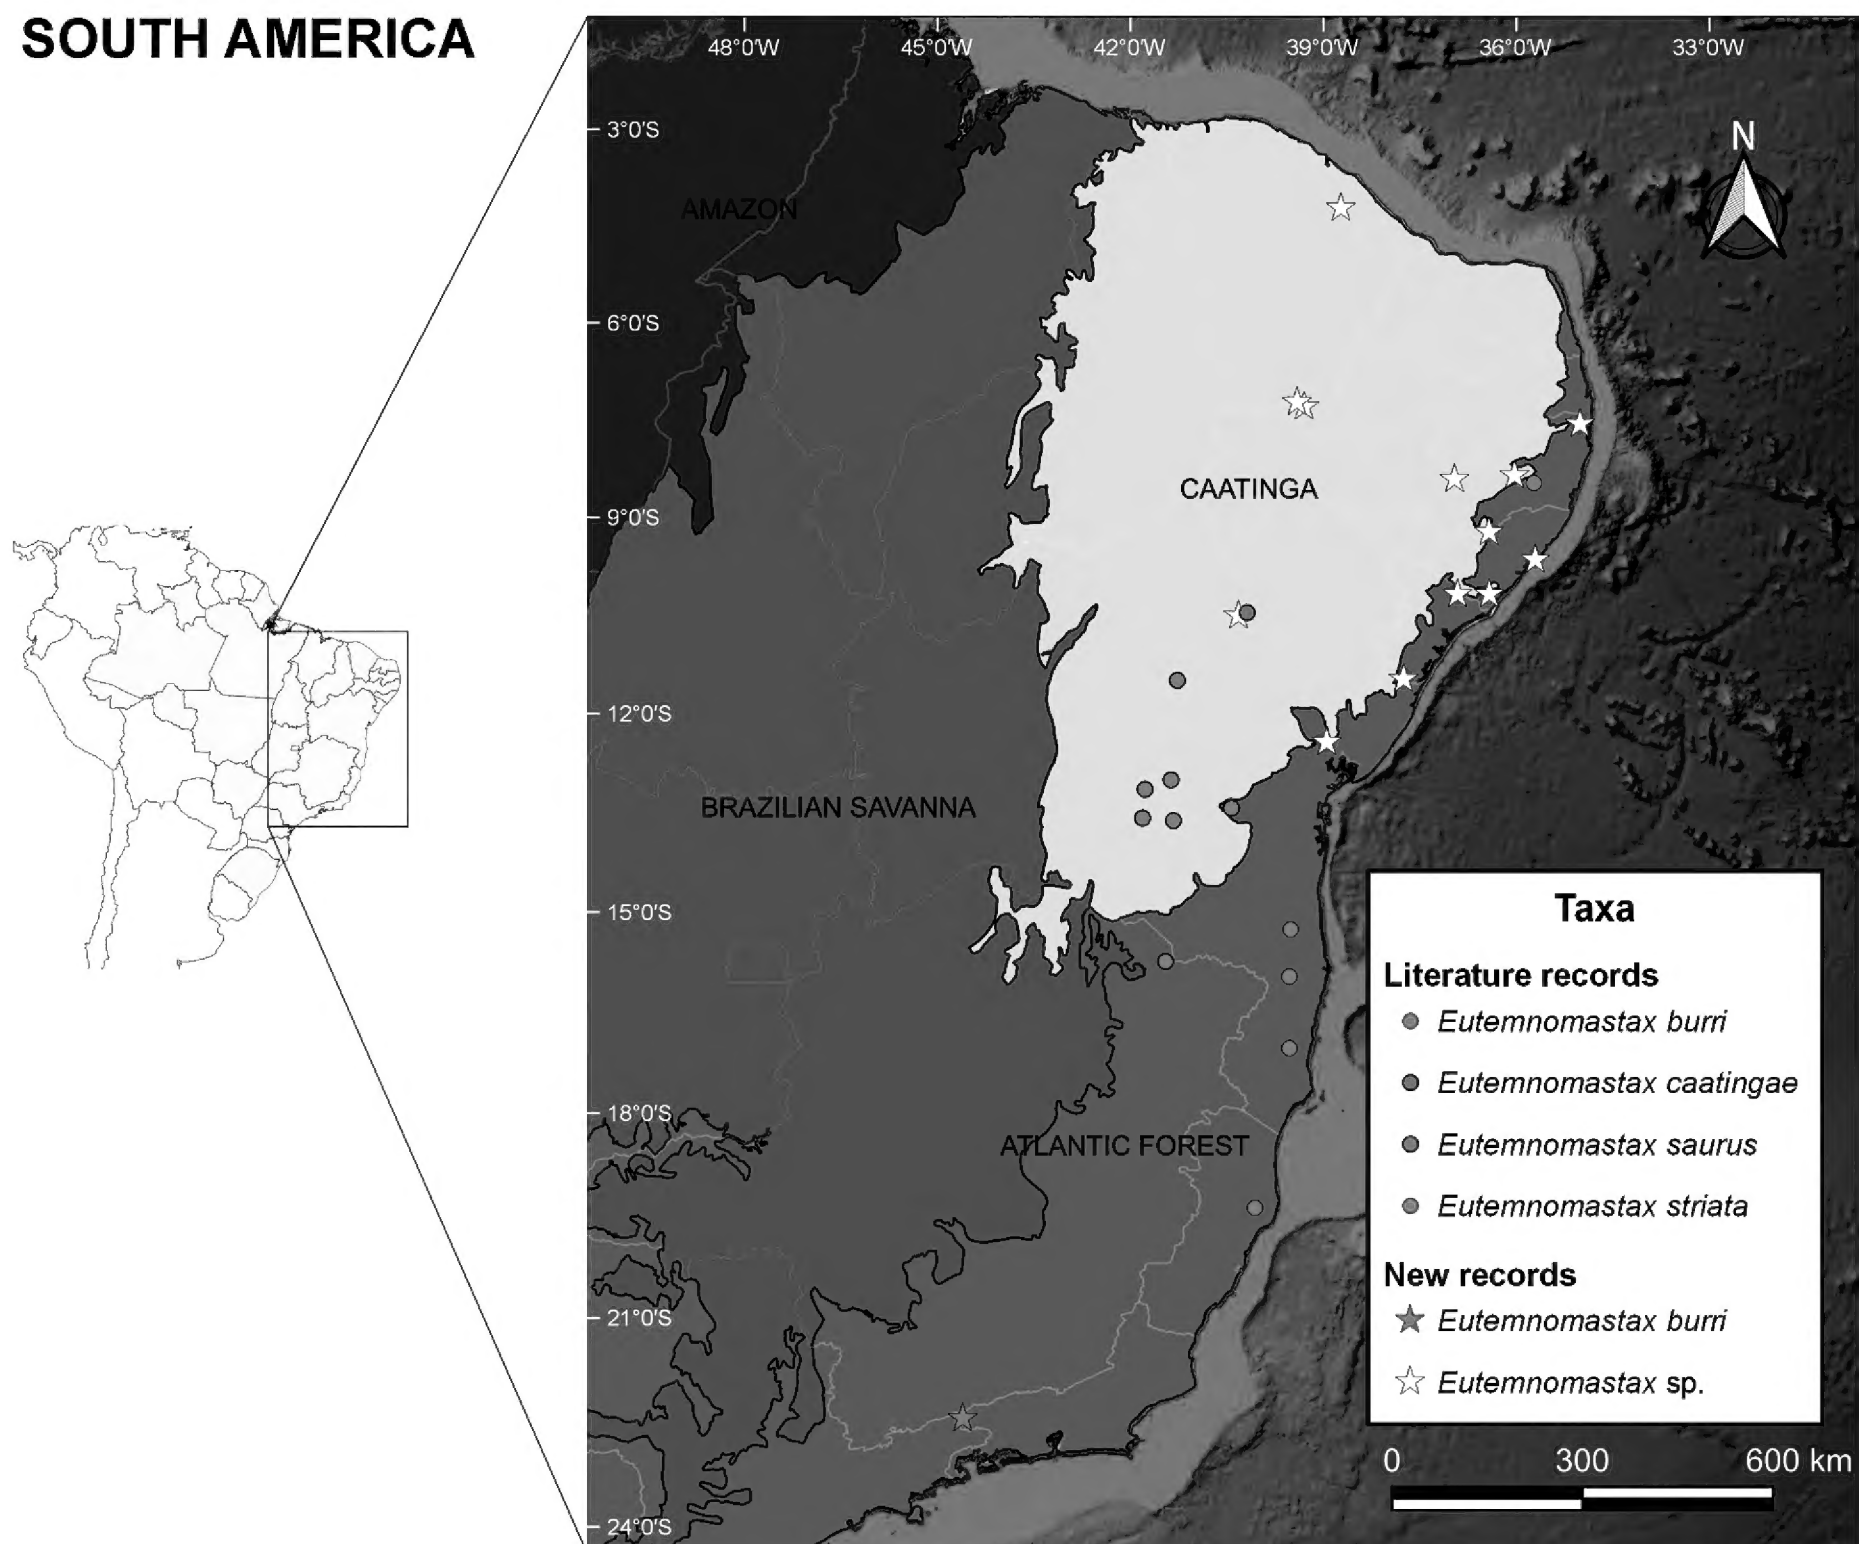 SOUTH AMERICA
48°0'W 45°0'W 42°0'W 39°0'W 36°0'W 33°0'W
3°0'S
N
AMAZON
6°0'S
CAATINGA
9°0'S
12°0'S
BRAZILIAN SAVANNA
15°0'S
18°0'S
ATLANTIC FOREST
21°0'S
24°0'S
Taxa
Literature records
Eutemnomastax burri
Eutemnomastax caatingae
Eutemnomastax saurus
Eutemnomastax striata
New records
Eutemnomastax burri
Eutemnomastax sp.
0 300 600 km